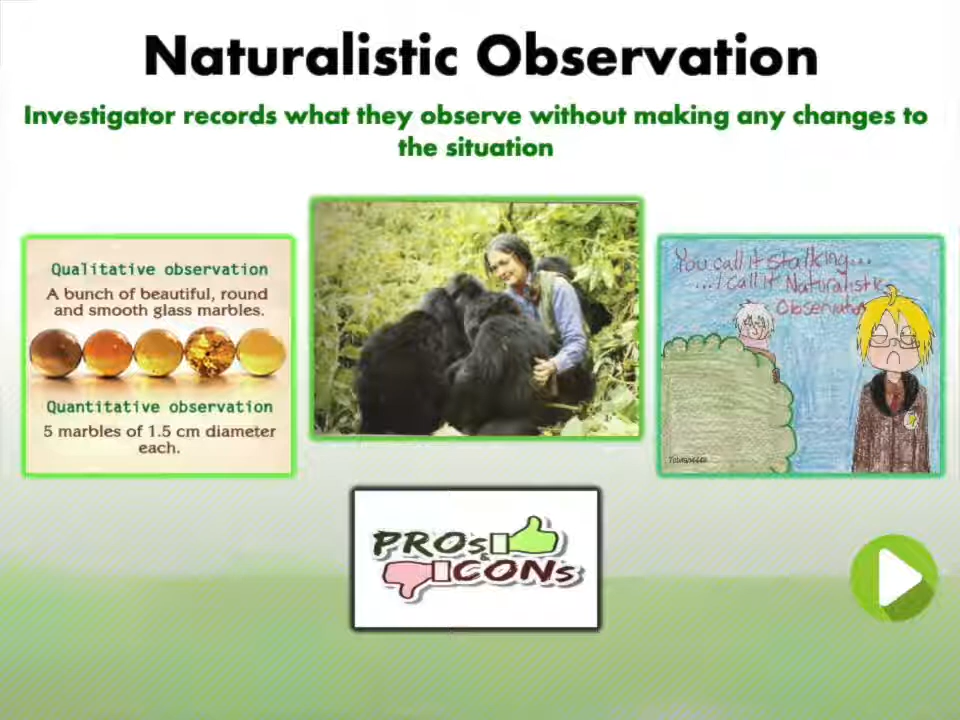 Naturalistic Observation
Investigator records what they observe without making any changes to
the situation
Qualitative observation
A bunch of beautiful, round
and smooth glass marbles.
Quantitative observation
5 marbles of 1.5 cm diameter
each.
You call it stalking...
...I call it Naturalistic
Observation
PROs
&
CONs